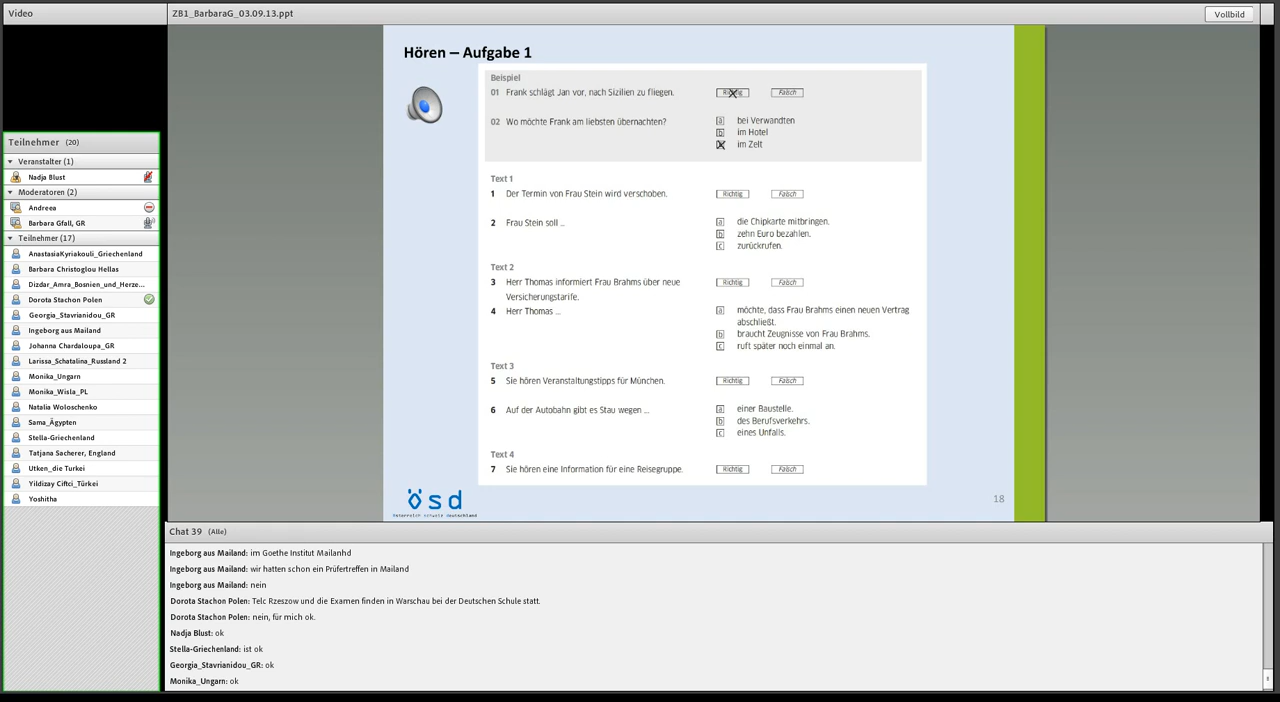 Video
ZB1_BarbaraG_03.09.13.ppt
Vollbild
Teilnehmer (20)
Veranstalter (1)
Nadja Blust
Moderatoren (2)
Andreea
Barbara Gfall, GR
Teilnehmer (17)
AnastasiaKyriakouli_Griechenland
Barbara Christoglou Hellas
Dizdar_Amra_Bosnien_und_Herze...
Dorota Stachon Polen
Georgia_Stavrianidou_GR
Ingeborg aus Mailand
Johanna Chardaloupa_GR
Larissa_Schatalina_Russland 2
Monika_Ungarn
Monika_Wisla_PL
Natalia Woloschenko
Sama_Ägypten
Stella-Griechenland
Tatjana Sacherer, England
Utken_die Turkei
Yildizay Ciftci_Türkei
Yoshitha
Hören – Aufgabe 1
Beispiel
01 Frank schlägt Jan vor, nach Sizilien zu fliegen. Richtig Falsch
02 Wo möchte Frank am liebsten übernachten? a bei Verwandten
b im Hotel
im Zelt
Text 1
1 Der Termin von Frau Stein wird verschoben. Richtig Falsch
2 Frau Stein soll ... a die Chipkarte mitbringen.
b zehn Euro bezahlen.
c zurückrufen.
Text 2
3 Herr Thomas informiert Frau Brahms über neue Richtig Falsch
Versicherungstarife.
4 Herr Thomas ... a möchte, dass Frau Brahms einen neuen Vertrag
abschließt.
b braucht Zeugnisse von Frau Brahms.
c ruft später noch einmal an.
Text 3
5 Sie hören Veranstaltungstipps für München. Richtig Falsch
6 Auf der Autobahn gibt es Stau wegen ... a einer Baustelle.
b des Berufsverkehrs.
c eines Unfalls.
Text 4
7 Sie hören eine Information für eine Reisegruppe. Richtig Falsch
ösd
österreich schweiz deutschland
18
Chat 39 (Alle)
Ingeborg aus Mailand: im Goethe Institut Mailanhd
Ingeborg aus Mailand: wir hatten schon ein Prüfertreffen in Mailand
Ingeborg aus Mailand: nein
Dorota Stachon Polen: Telc Rzeszow und die Examen finden in Warschau bei der Deutschen Schule statt.
Dorota Stachon Polen: nein, für mich ok.
Nadja Blust: ok
Stella-Griechenland: ist ok
Georgia_Stavrianidou_GR: ok
Monika_Ungarn: ok